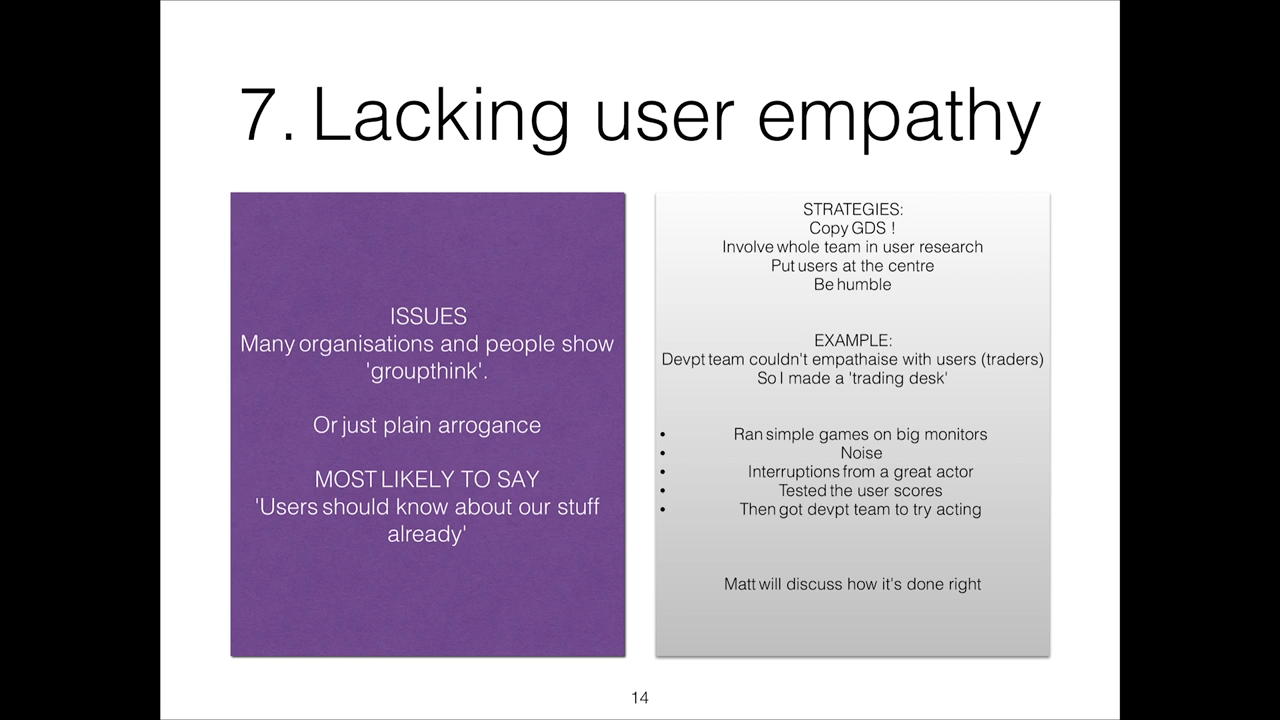 7. Lacking user empathy
ISSUES
Many organisations and people show
'groupthink'.
Or just plain arrogance
MOST LIKELY TO SAY
'Users should know about our stuff
already'
STRATEGIES:
Copy GDS !
Involve whole team in user research
Put users at the centre
Be humble
EXAMPLE:
Devpt team couldn't empathaise with users (traders)
So I made a 'trading desk'
• Ran simple games on big monitors
• Noise
• Interruptions from a great actor
• Tested the user scores
• Then got devpt team to try acting
Matt will discuss how it's done right
14